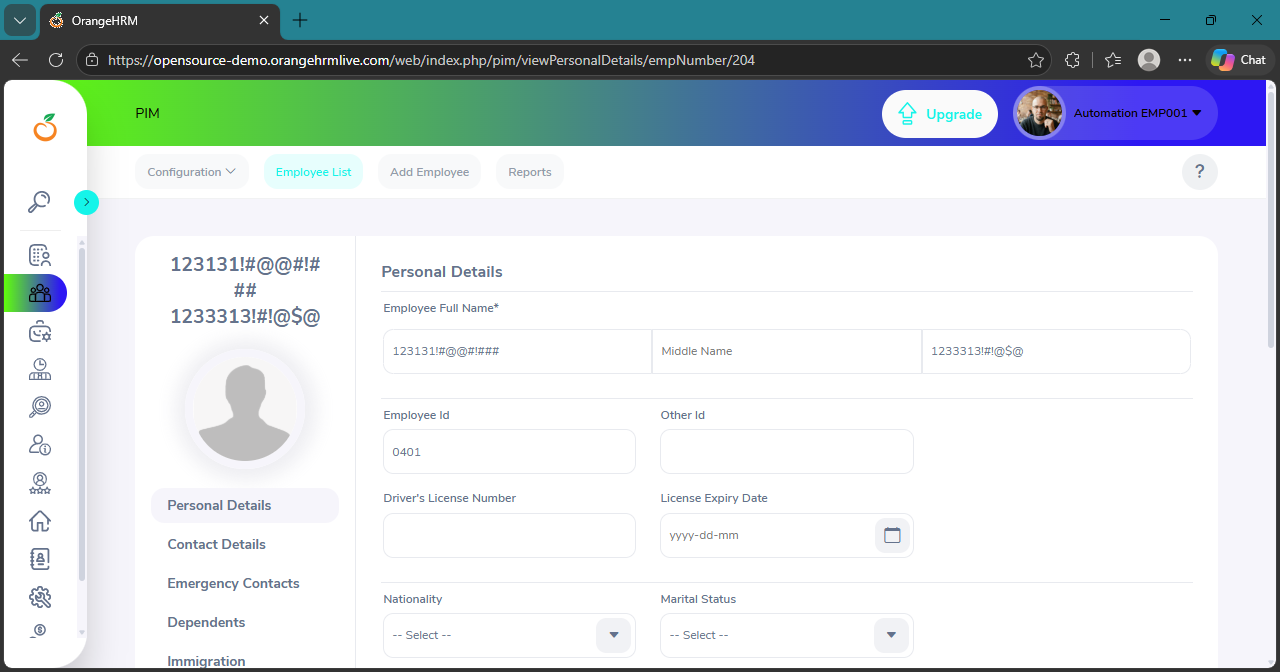 OrangeHRM
https://opensource-demo.orangehrmlive.com/web/index.php/pim/viewPersonalDetails/empNumber/204
Chat
PIM
Upgrade
Automation EMP001
Configuration
Employee List
Add Employee
Reports
?
123131!#@@#!#
##
1233313!#!@$@
Personal Details
Contact Details
Emergency Contacts
Dependents
Immigration
Personal Details
Employee Full Name*
123131!#@@#!###
Middle Name
1233313!#!@$@
Employee Id
Other Id
0401
Driver's License Number
License Expiry Date
yyyy-dd-mm
Nationality
Marital Status
-- Select --
-- Select --